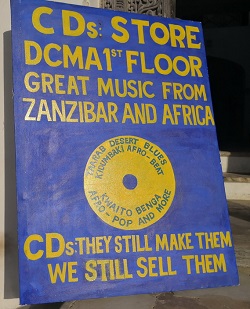 CDs: STORE
DCMA 1ST FLOOR
GREAT MUSIC FROM
ZANZIBAR AND AFRICA
TAARAB DESERT BLUES
KIDUMBAKI AFRO-BEAT
KWAITO BENGA
AFRO-POP AND MORE
CDs: THEY STILL MAKE THEM
WE STILL SELL THEM